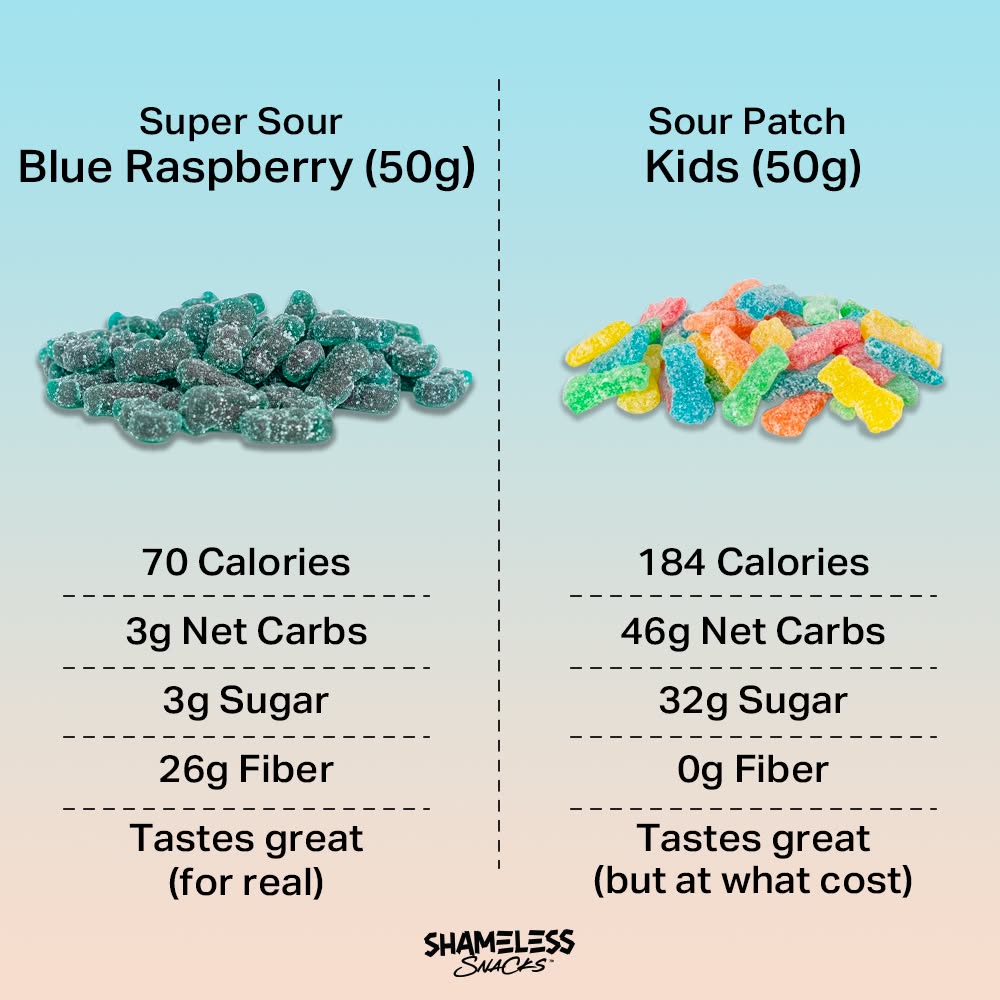 Super Sour
Blue Raspberry (50g)
70 Calories
3g Net Carbs
3g Sugar
26g Fiber
Tastes great
(for real)
Sour Patch
Kids (50g)
184 Calories
46g Net Carbs
32g Sugar
0g Fiber
Tastes great
(but at what cost)
SHAMELESS
SNACKS™